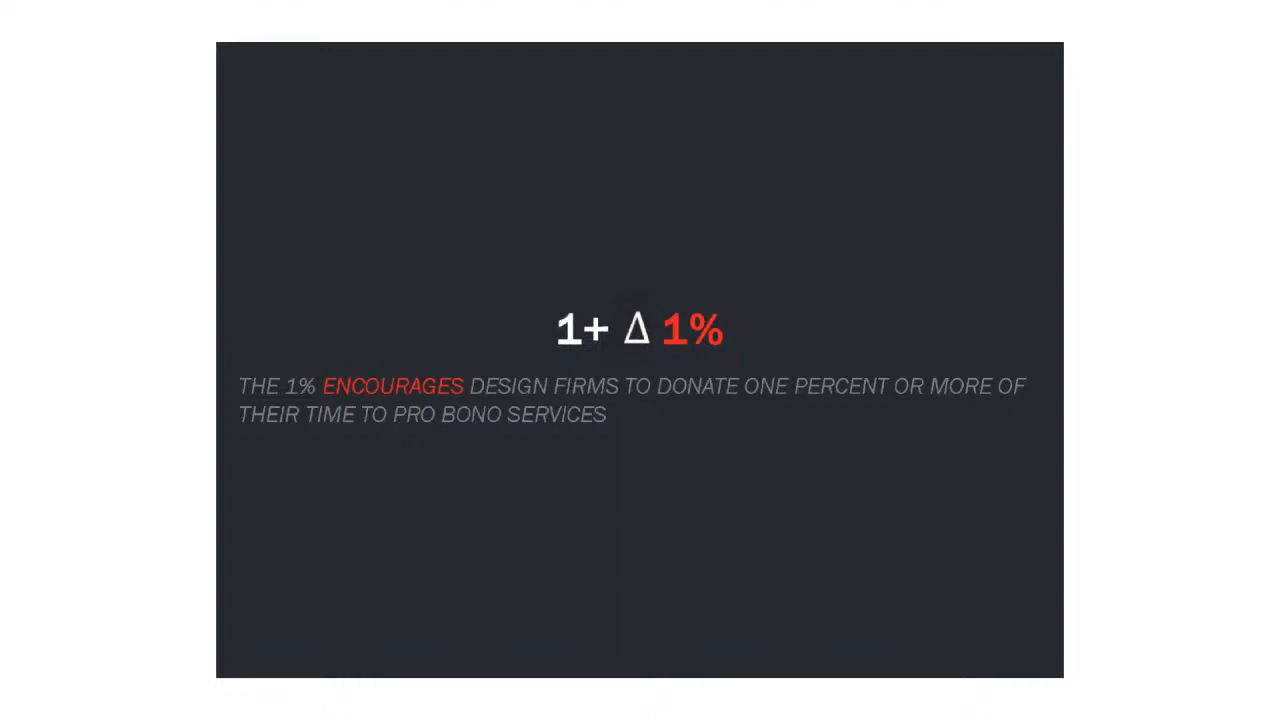 1+ Δ 1%
THE 1% ENCOURAGES DESIGN FIRMS TO DONATE ONE PERCENT OR MORE OF
THEIR TIME TO PRO BONO SERVICES